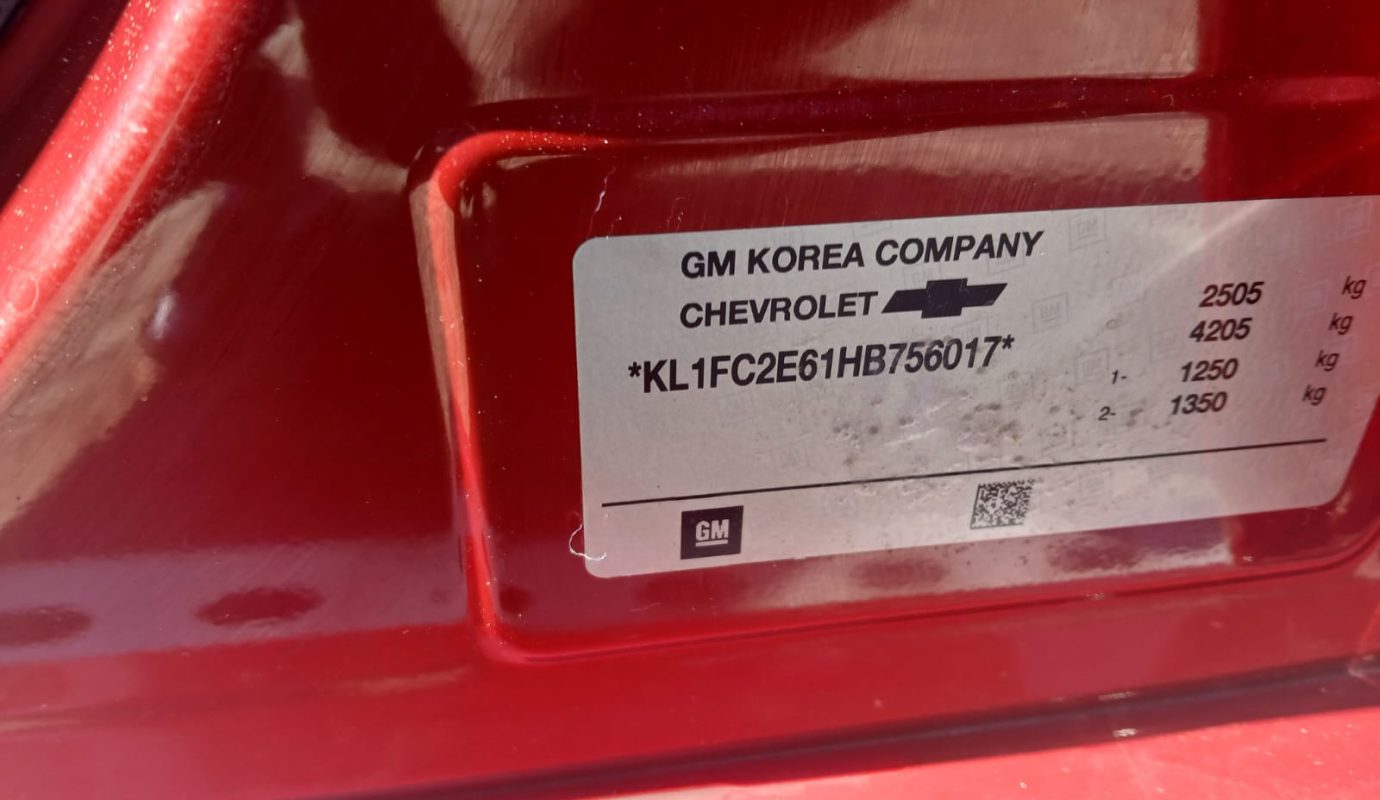 GM KOREA COMPANY
CHEVROLET
*KL1FC2E61HB756017*
2505 kg
4205 kg
1- 1250 kg
2- 1350 kg
GM